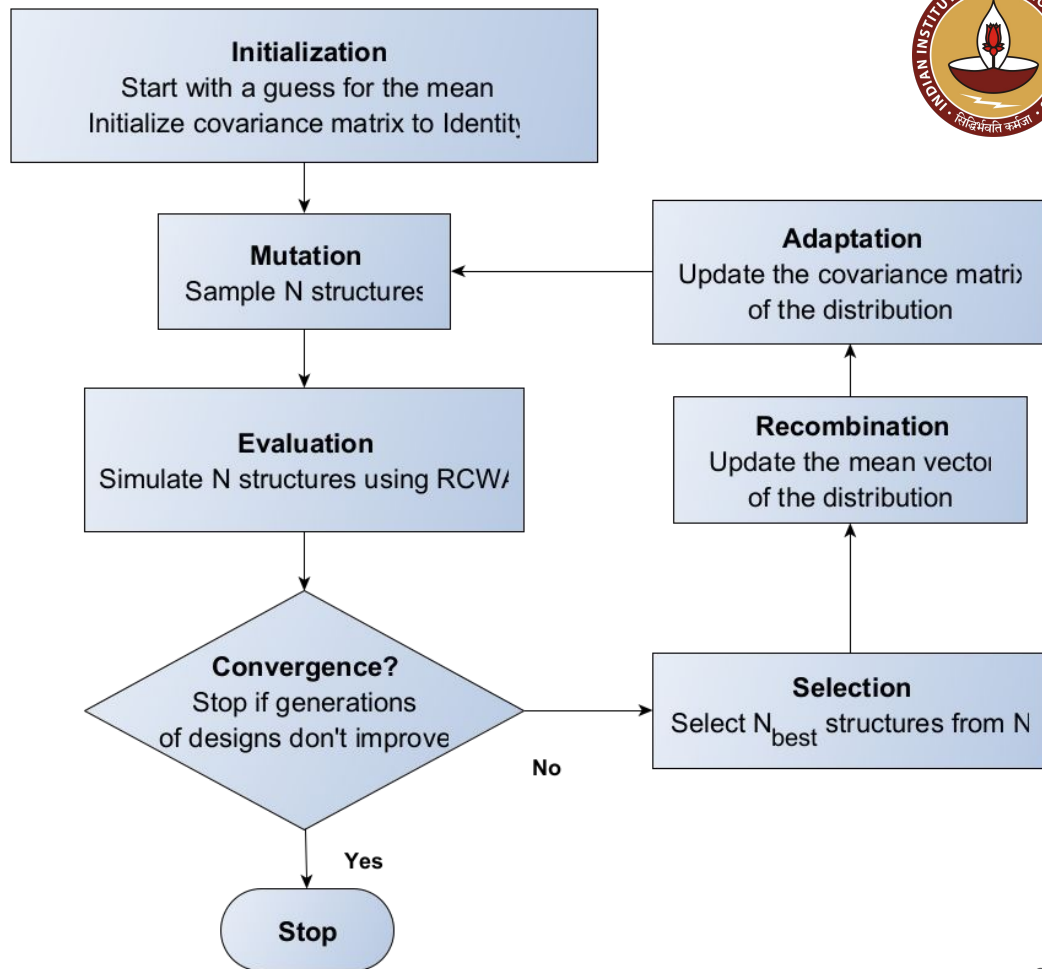 Initialization
Start with a guess for the mean
Initialize covariance matrix to Identity
Mutation
Sample N structures
Evaluation
Simulate N structures using RCWA
Convergence?
Stop if generations
of designs don't improve
No
Yes
Stop
Selection
Select N_best structures from N
Recombination
Update the mean vector
of the distribution
Adaptation
Update the covariance matrix
of the distribution
INDIAN INSTITU
सिद्धिर्भवति कर्मजा